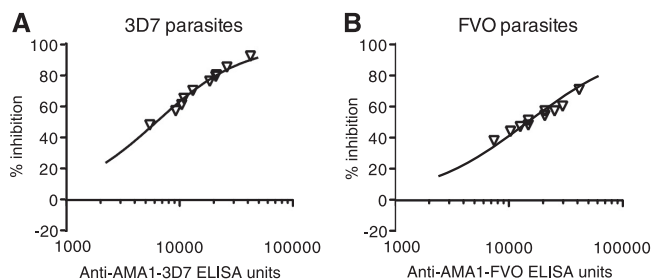 A 3D7 parasites
B FVO parasites
% inhibition
100
80
60
40
20
0
-20
1000 10000 100000
Anti-AMA1-3D7 ELISA units
% inhibition
100
80
60
40
20
0
-20
1000 10000 100000
Anti-AMA1-FVO ELISA units